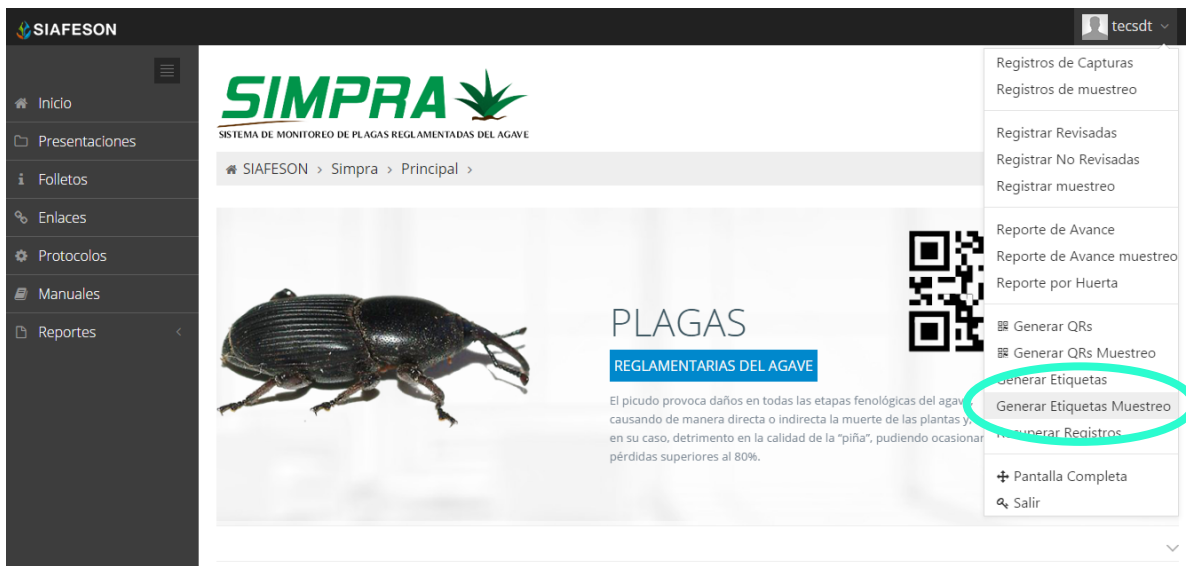 SIAFESON
tecsdt
Inicio
Presentaciones
Folletos
Enlaces
Protocolos
Manuales
Reportes
SIMPRA
SISTEMA DE MONITOREO DE PLAGAS REGLAMENTADAS DEL AGAVE
SIAFESON > Simpra > Principal >
PLAGAS
REGLAMENTARIAS DEL AGAVE
El picudo provoca daños en todas las etapas fenológicas del agave,
causando de manera directa o indirecta la muerte de las plantas y,
en su caso, detrimento en la calidad de la "piña", pudiendo ocasionar
pérdidas superiores al 80%.
Registros de Capturas
Registros de muestreo
Registrar Revisadas
Registrar No Revisadas
Registrar muestreo
Reporte de Avance
Reporte de Avance muestreo
Reporte por Huerta
Generar QRs
Generar QRs Muestreo
Generar Etiquetas
Generar Etiquetas Muestreo
Recuperar Registros
Pantalla Completa
Salir